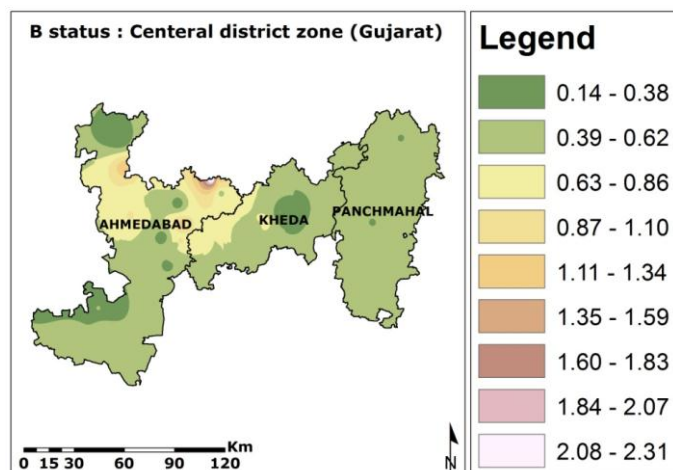 B status : Centeral district zone (Gujarat)
AHMEDABAD
KHEDA
PANCHMAHAL
Km
0 15 30 60 90 120
N
Legend
0.14 - 0.38
0.39 - 0.62
0.63 - 0.86
0.87 - 1.10
1.11 - 1.34
1.35 - 1.59
1.60 - 1.83
1.84 - 2.07
2.08 - 2.31